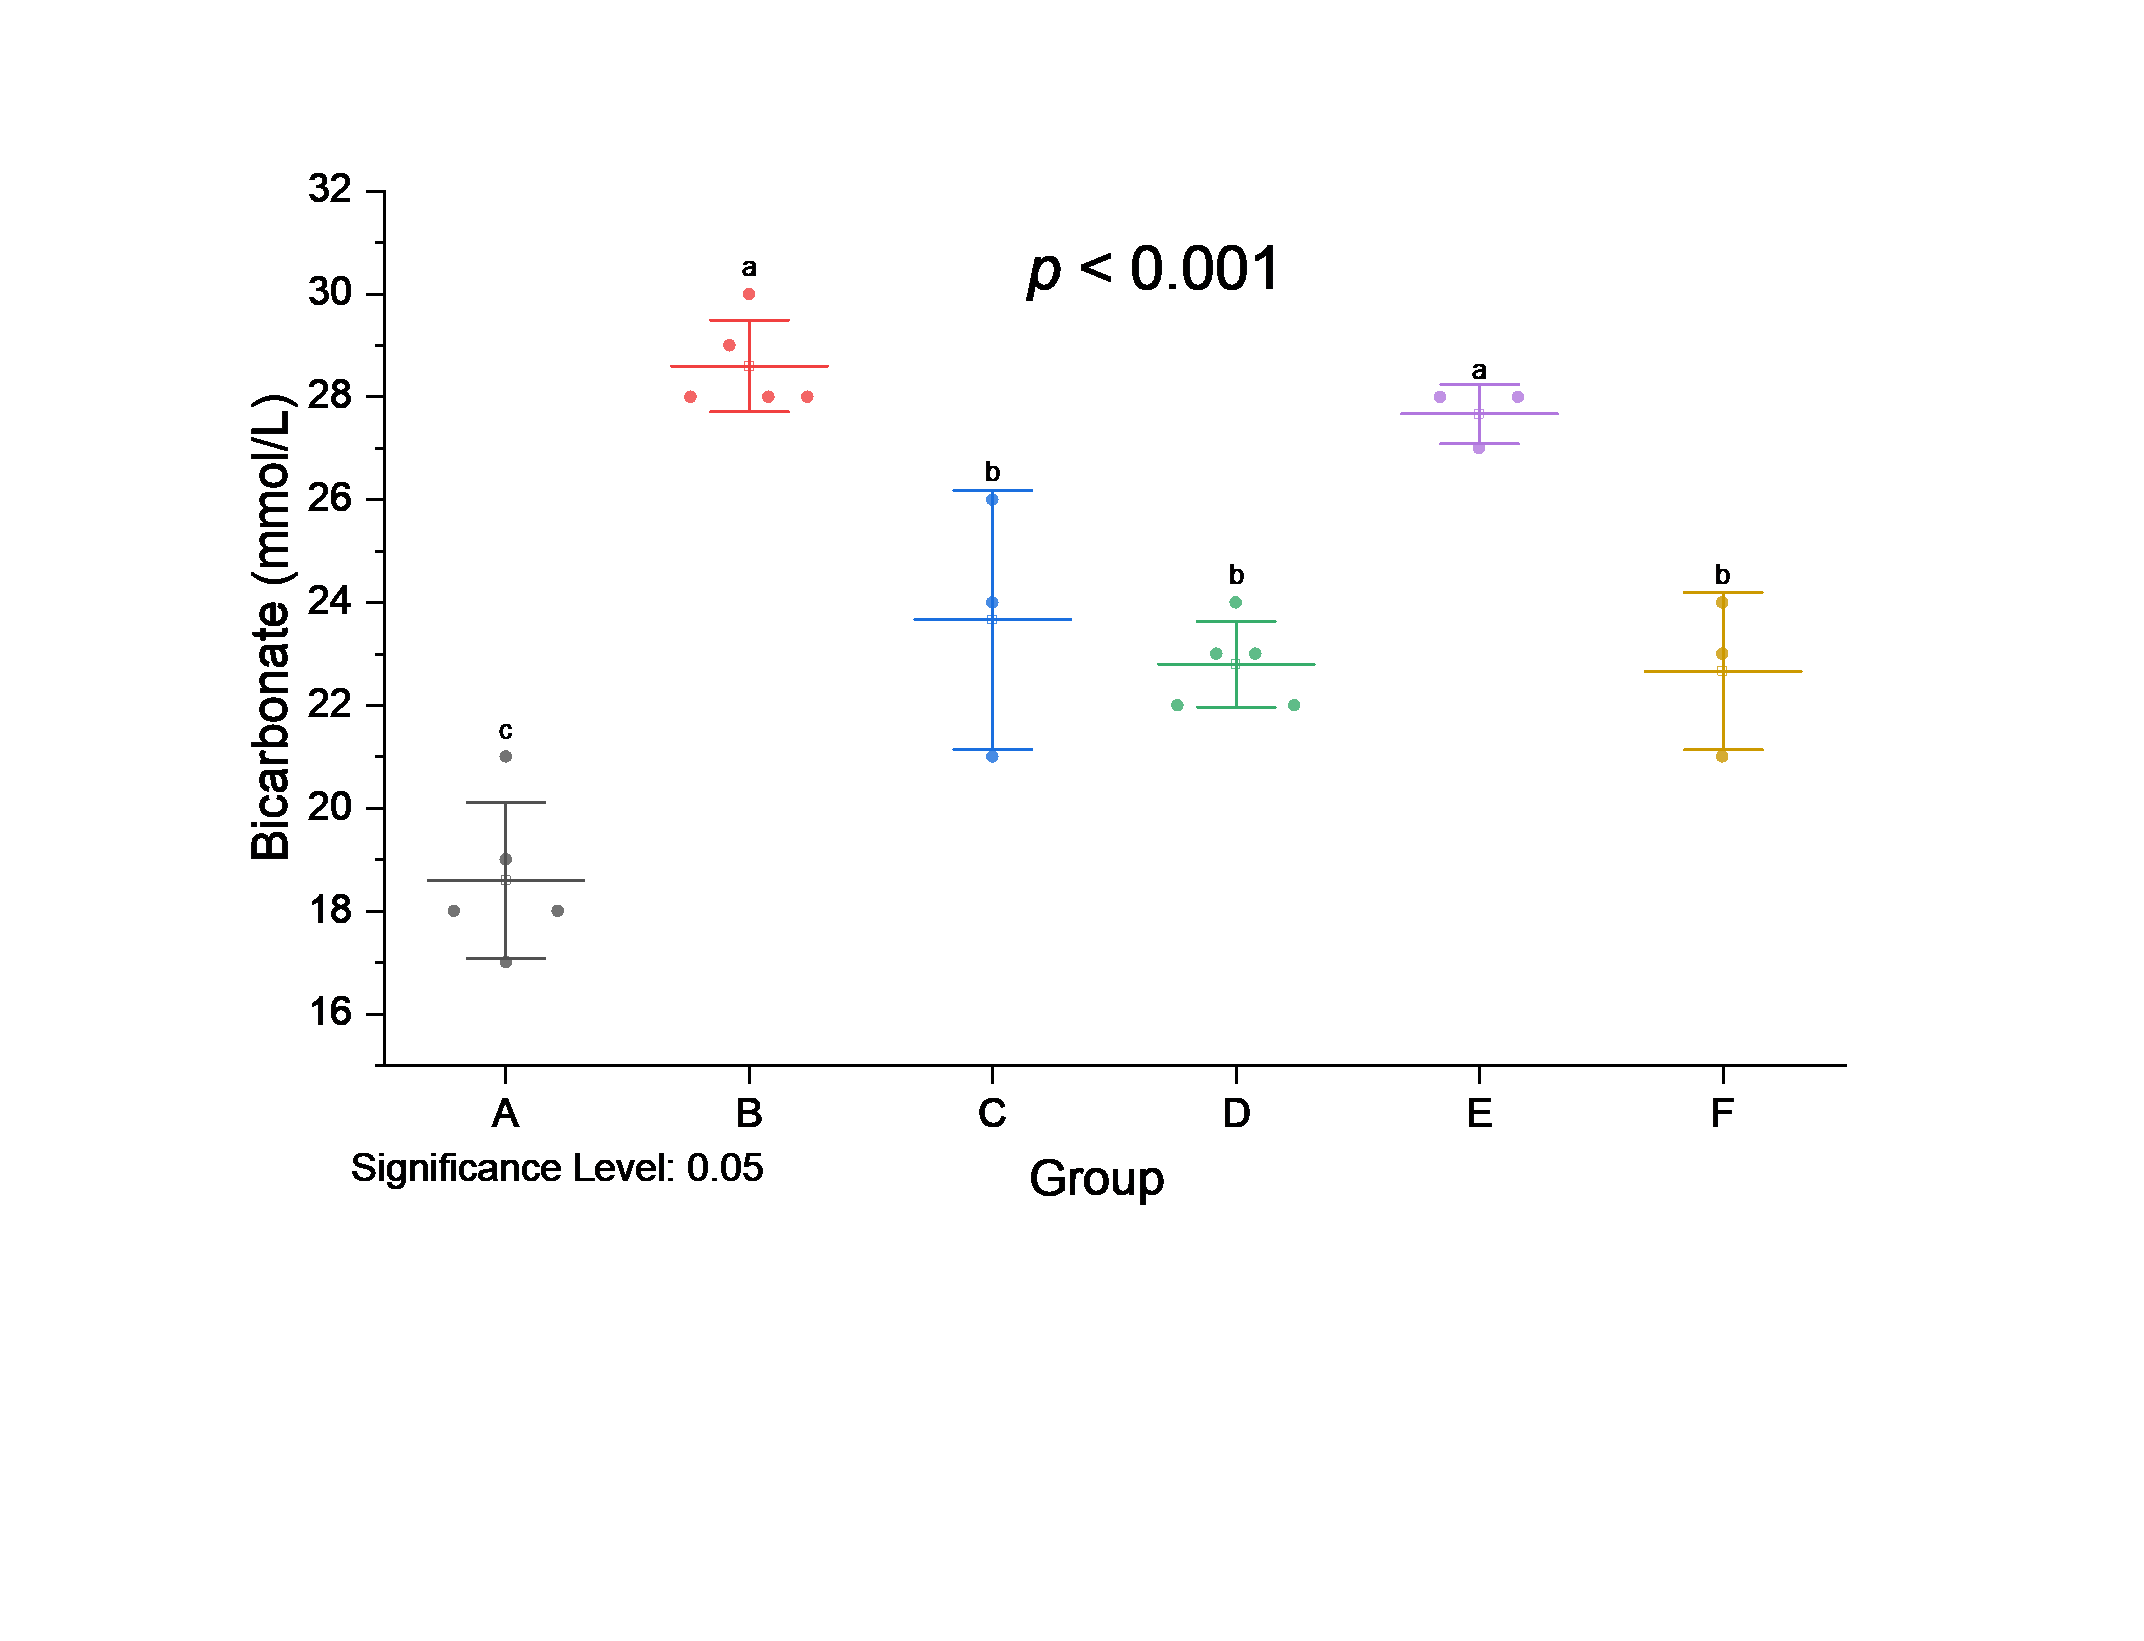 32
a
p < 0.001
30
a
28
b
26
b
b
24
22
c
20
18
16
Bicarbonate (mmol/L)
A B C D E F
Significance Level: 0.05
Group